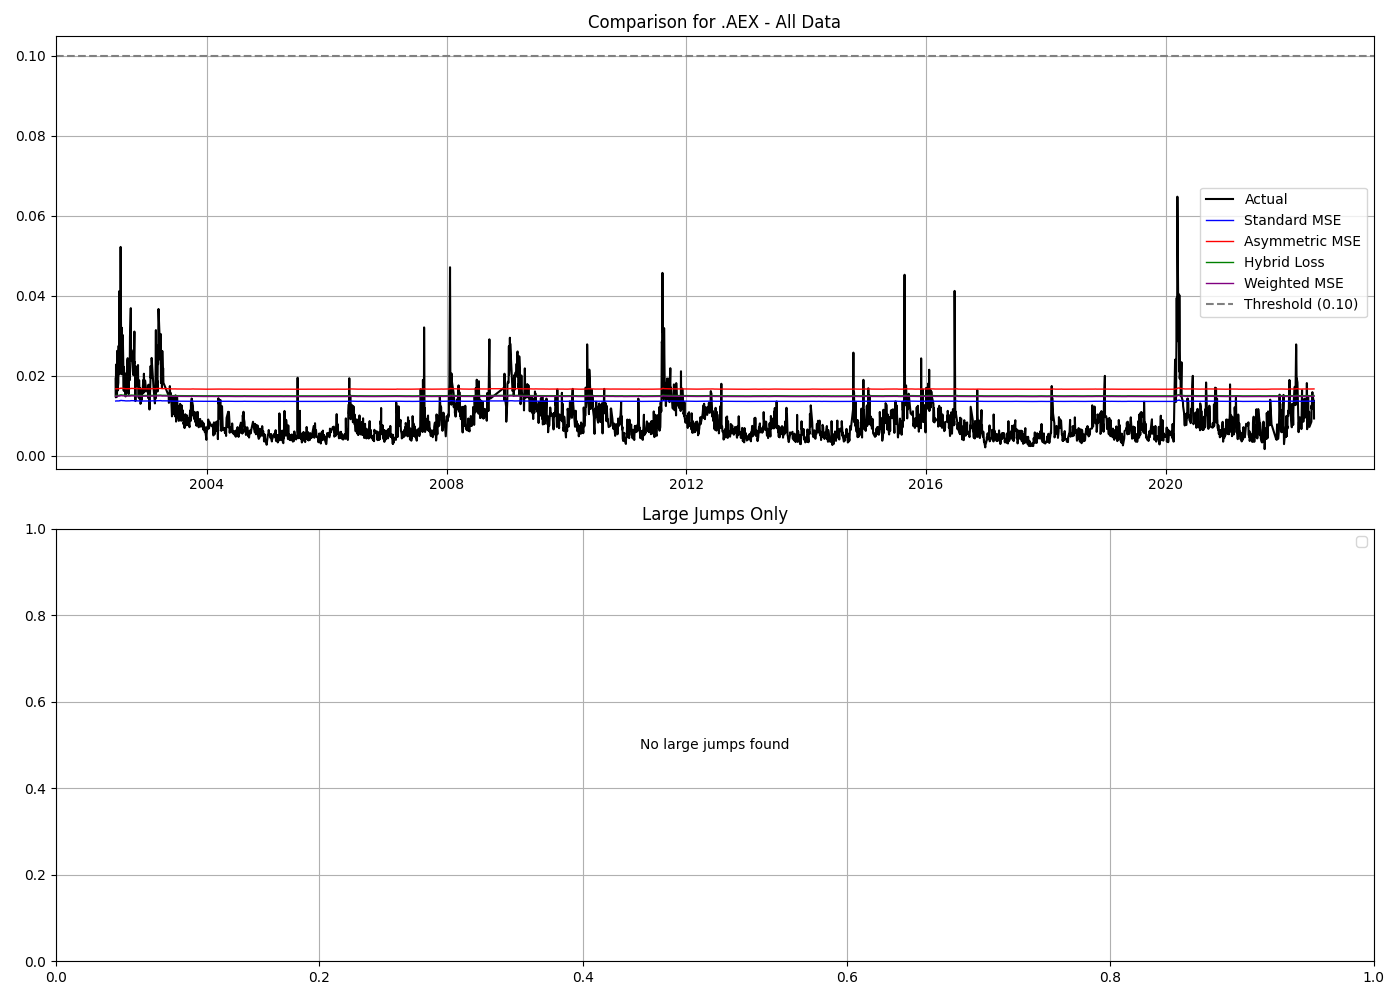 Comparison for .AEX - All Data
0.10
0.08
0.06
0.04
0.02
0.00
Actual
Standard MSE
Asymmetric MSE
Hybrid Loss
Weighted MSE
Threshold (0.10)
2004 2008 2012 2016 2020
Large Jumps Only
1.0
0.8
0.6
0.4
0.2
0.0
No large jumps found
0.0 0.2 0.4 0.6 0.8 1.0